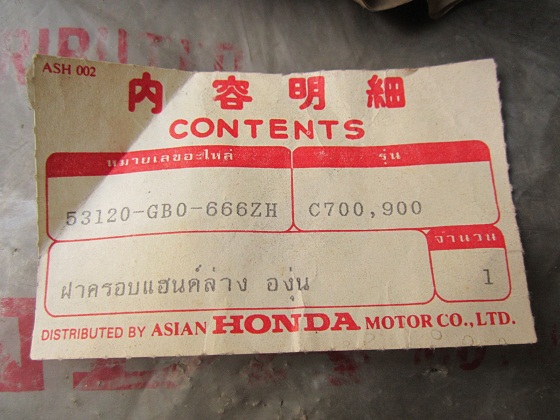 ASH 002
内容明細
CONTENTS
หมายเลขอะไหล่
รุ่น
53120-GB0-666ZH
C700,900
จำนวน
ฝาครอบแฮนด์ล่าง องุ่น
1
DISTRIBUTED BY ASIAN HONDA MOTOR CO.,LTD.